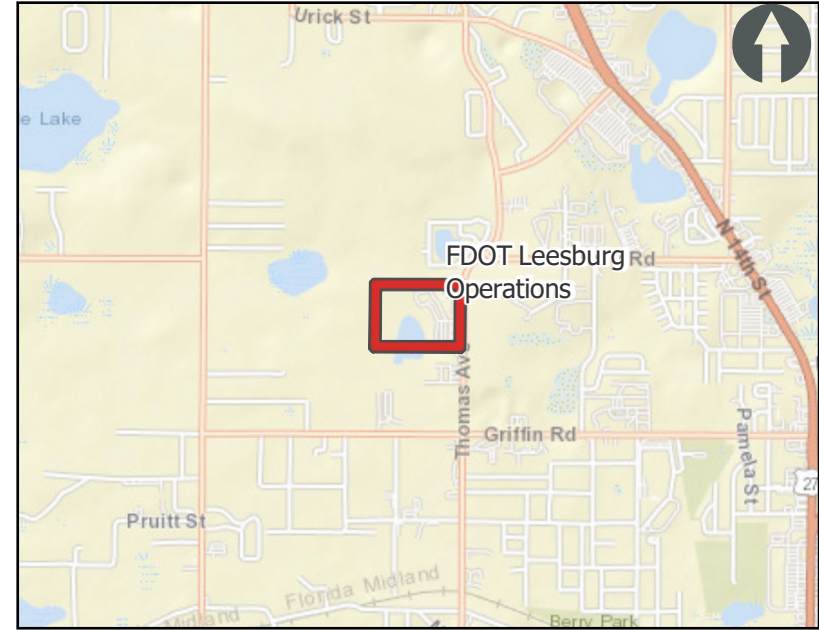 Urick St
e Lake
FDOT Leesburg
Operations
Rd
N 14th St
Thomas Ave
Griffin Rd
Pamela St
27
Pruitt St
Florida Midland
Midland
Berry Park